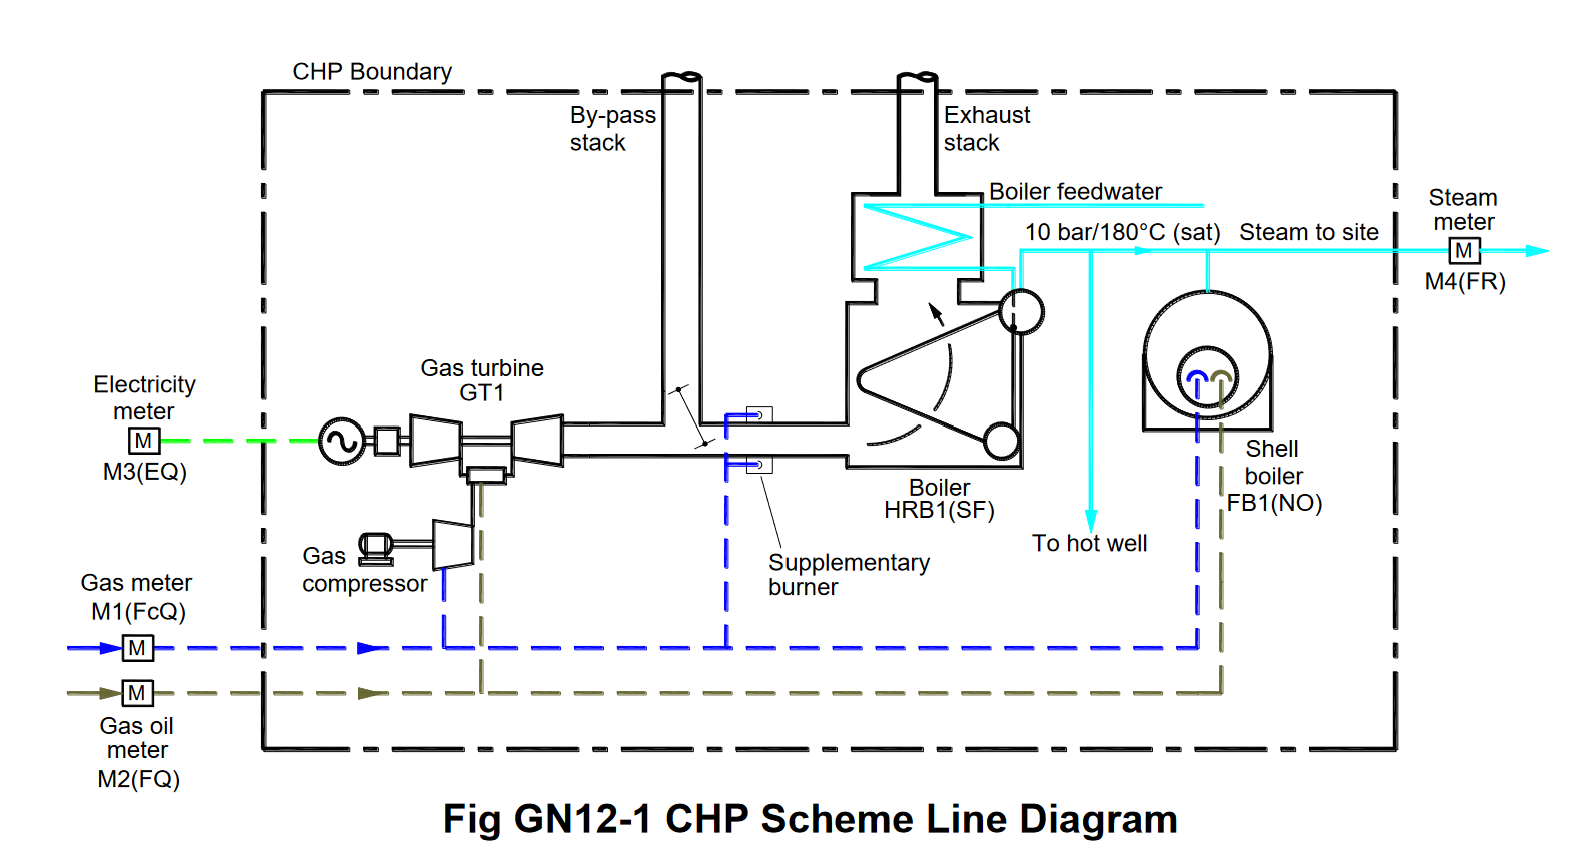 CHP Boundary
By-pass
stack
Exhaust
stack
Boiler feedwater
10 bar/180°C (sat)
Steam to site
Steam
meter
M
M4(FR)
Gas turbine
GT1
Electricity
meter
M
M3(EQ)
Boiler
HRB1(SF)
Shell
boiler
FB1(NO)
To hot well
Gas
compressor
Supplementary
burner
Gas meter
M1(FcQ)
M
M
Gas oil
meter
M2(FQ)
Fig GN12-1 CHP Scheme Line Diagram